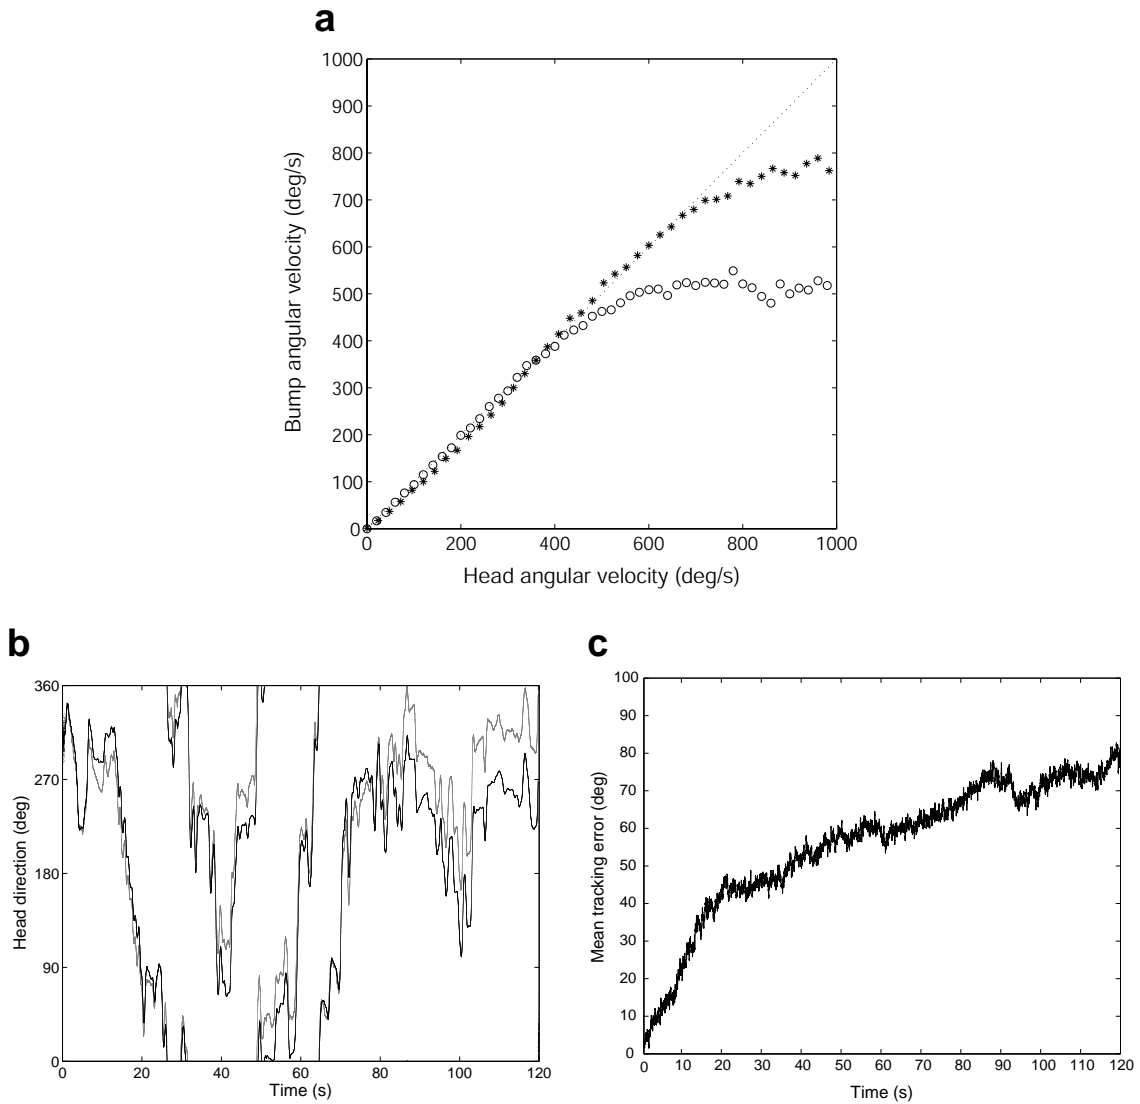 a
1000
900
800
700
600
500
400
300
200
100
0
Bump angular velocity (deg/s)
0 200 400 600 800 1000
Head angular velocity (deg/s)
b
360
270
180
90
0
Head direction (deg)
0 20 40 60 80 100 120
Time (s)
c
100
90
80
70
60
50
40
30
20
10
0
Mean tracking error (deg)
0 10 20 30 40 50 60 70 80 90 100 110 120
Time (s)